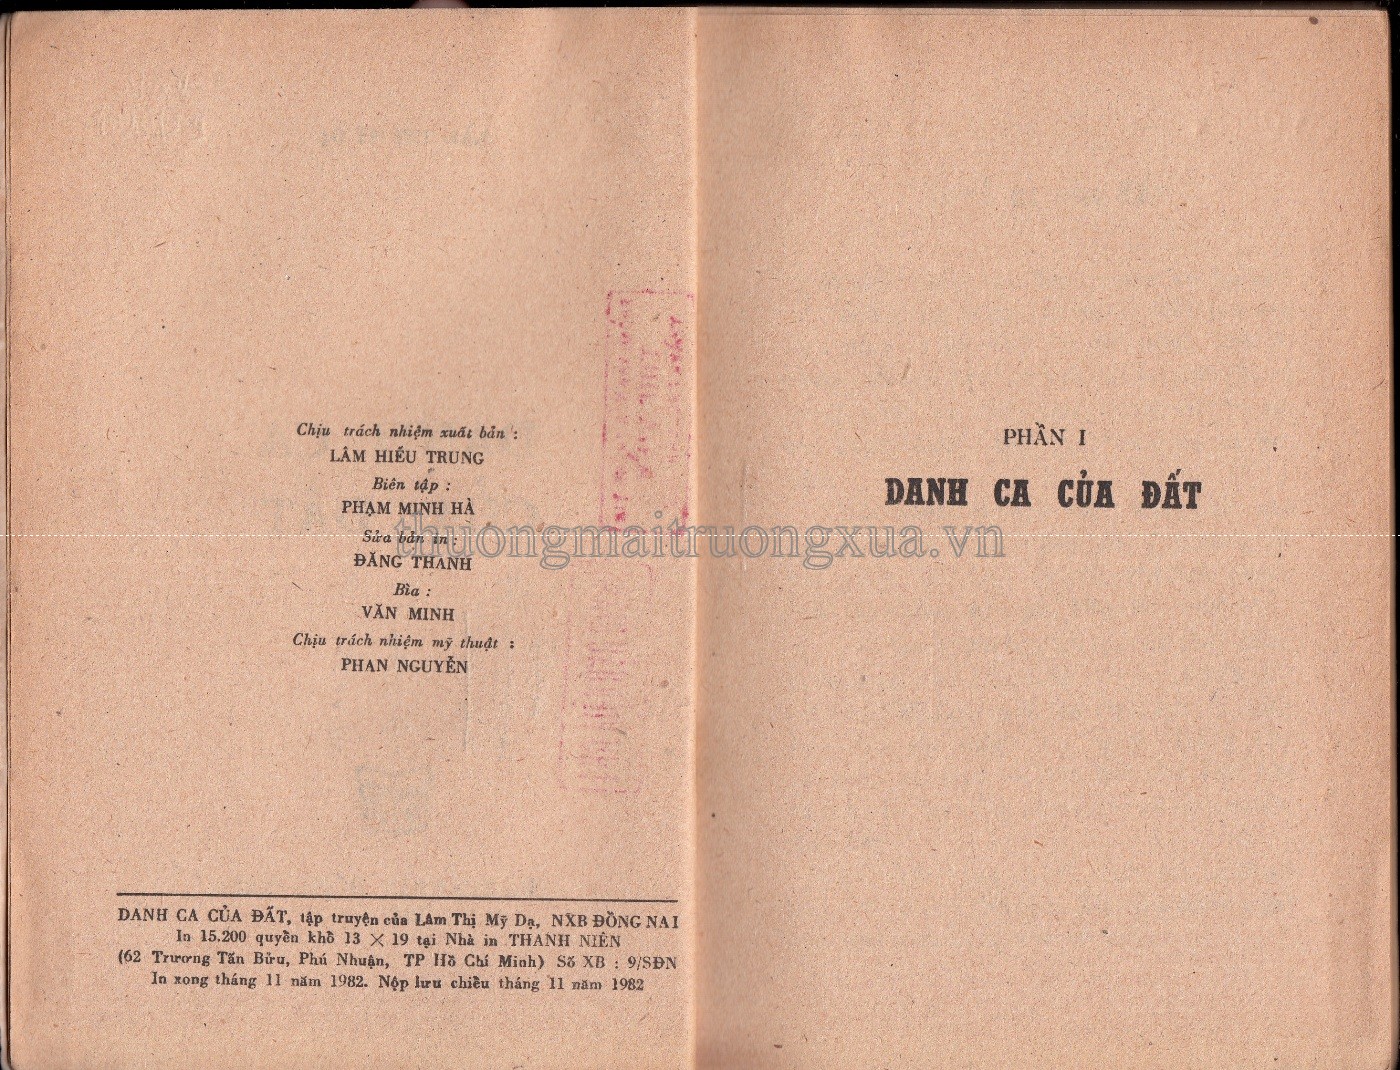 Chịu trách nhiệm xuất bản :
LÂM HIẾU TRUNG
Biên tập :
PHẠM MINH HÀ
Sửa bản in :
ĐĂNG THANH
Bìa :
VĂN MINH
Chịu trách nhiệm mỹ thuật :
PHAN NGUYỄN
DANH CA CỦA ĐẤT, tập truyện của Lâm Thị Mỹ Dạ, NXB ĐỒNG NAI
In 15.200 quyền khổ 13 × 19 tại Nhà in THANH NIÊN
(62 Trương Tấn Bửu, Phú Nhuận, TP Hồ Chí Minh) Số XB : 9/SĐN
In xong tháng 11 năm 1982. Nộp lưu chiều tháng 11 năm 1982
PHẦN I
DANH CA CỦA ĐẤT
thuongmaitruongxua.vn